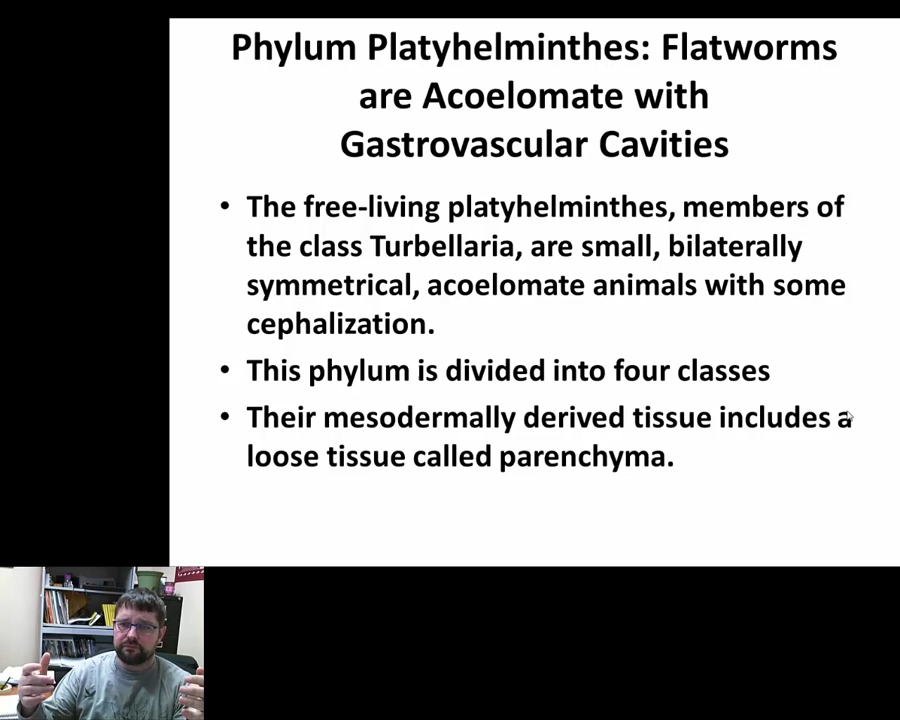 Phylum Platyhelminthes: Flatworms
are Acoelomate with
Gastrovascular Cavities
• The free-living platyhelminthes, members of
the class Turbellaria, are small, bilaterally
symmetrical, acoelomate animals with some
cephalization.
• This phylum is divided into four classes
• Their mesodermally derived tissue includes a
loose tissue called parenchyma.